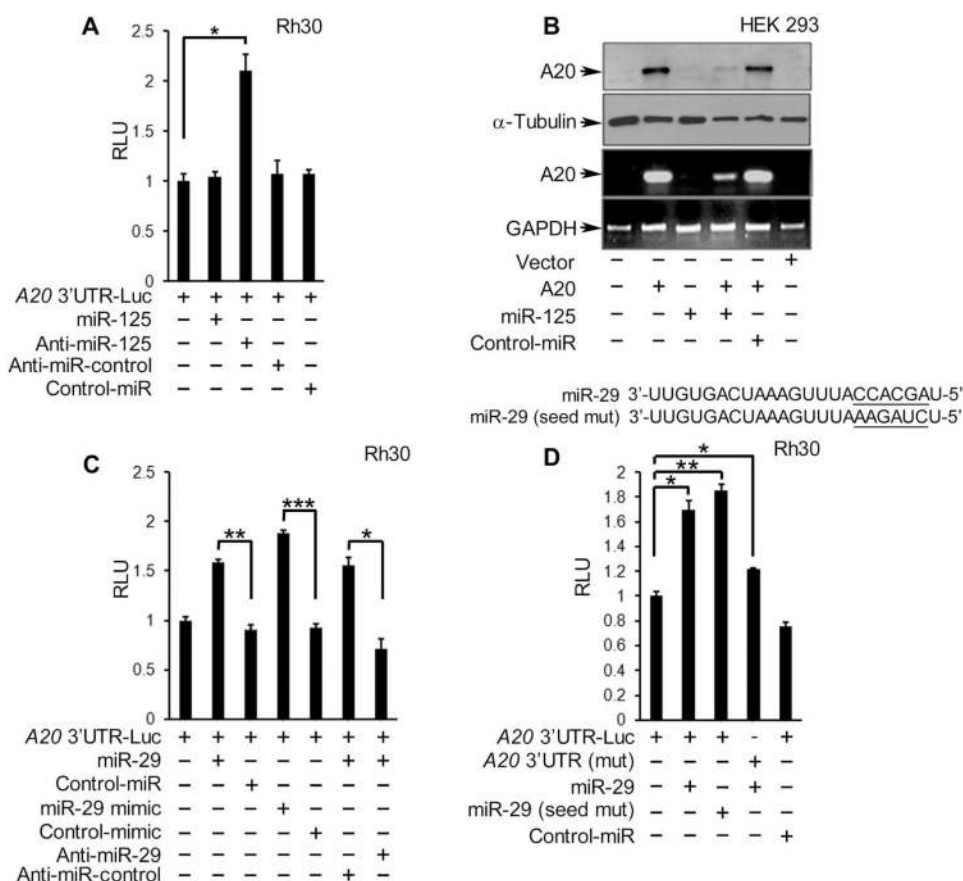 A
Rh30
*
2.5
2
1.5
1
0.5
0
RLU
A20 3'UTR-Luc + + + + +
miR-125 – + – – –
Anti-miR-125 – – + – –
Anti-miR-control – – – + –
Control-miR – – – – +
B
HEK 293
A20
α-Tubulin
A20
GAPDH
Vector – – – – – +
A20 – + – + + –
miR-125 – – + + – –
Control-miR – – – – + –
miR-29 3'-UUGUGACUAAAGUUUACCACGAU-5'
miR-29 (seed mut) 3'-UUGUGACUAAAGUUUAAAGAUCU-5'
C
Rh30
** *** *
2.5
2
1.5
1
0.5
0
RLU
A20 3'UTR-Luc + + + + + + +
miR-29 – + – – – + +
Control-miR – – + – – – –
miR-29 mimic – – – + – – –
Control-mimic – – – – + – –
Anti-miR-29 – – – – – – +
Anti-miR-control – – – – – + –
D
Rh30
*
**
*
2
1.8
1.6
1.4
1.2
1
0.8
0.6
0.4
0.2
0
RLU
A20 3'UTR-Luc + + + - +
A20 3'UTR (mut) – – – + –
miR-29 – + – + –
miR-29 (seed mut) – – + – –
Control-miR – – – – +